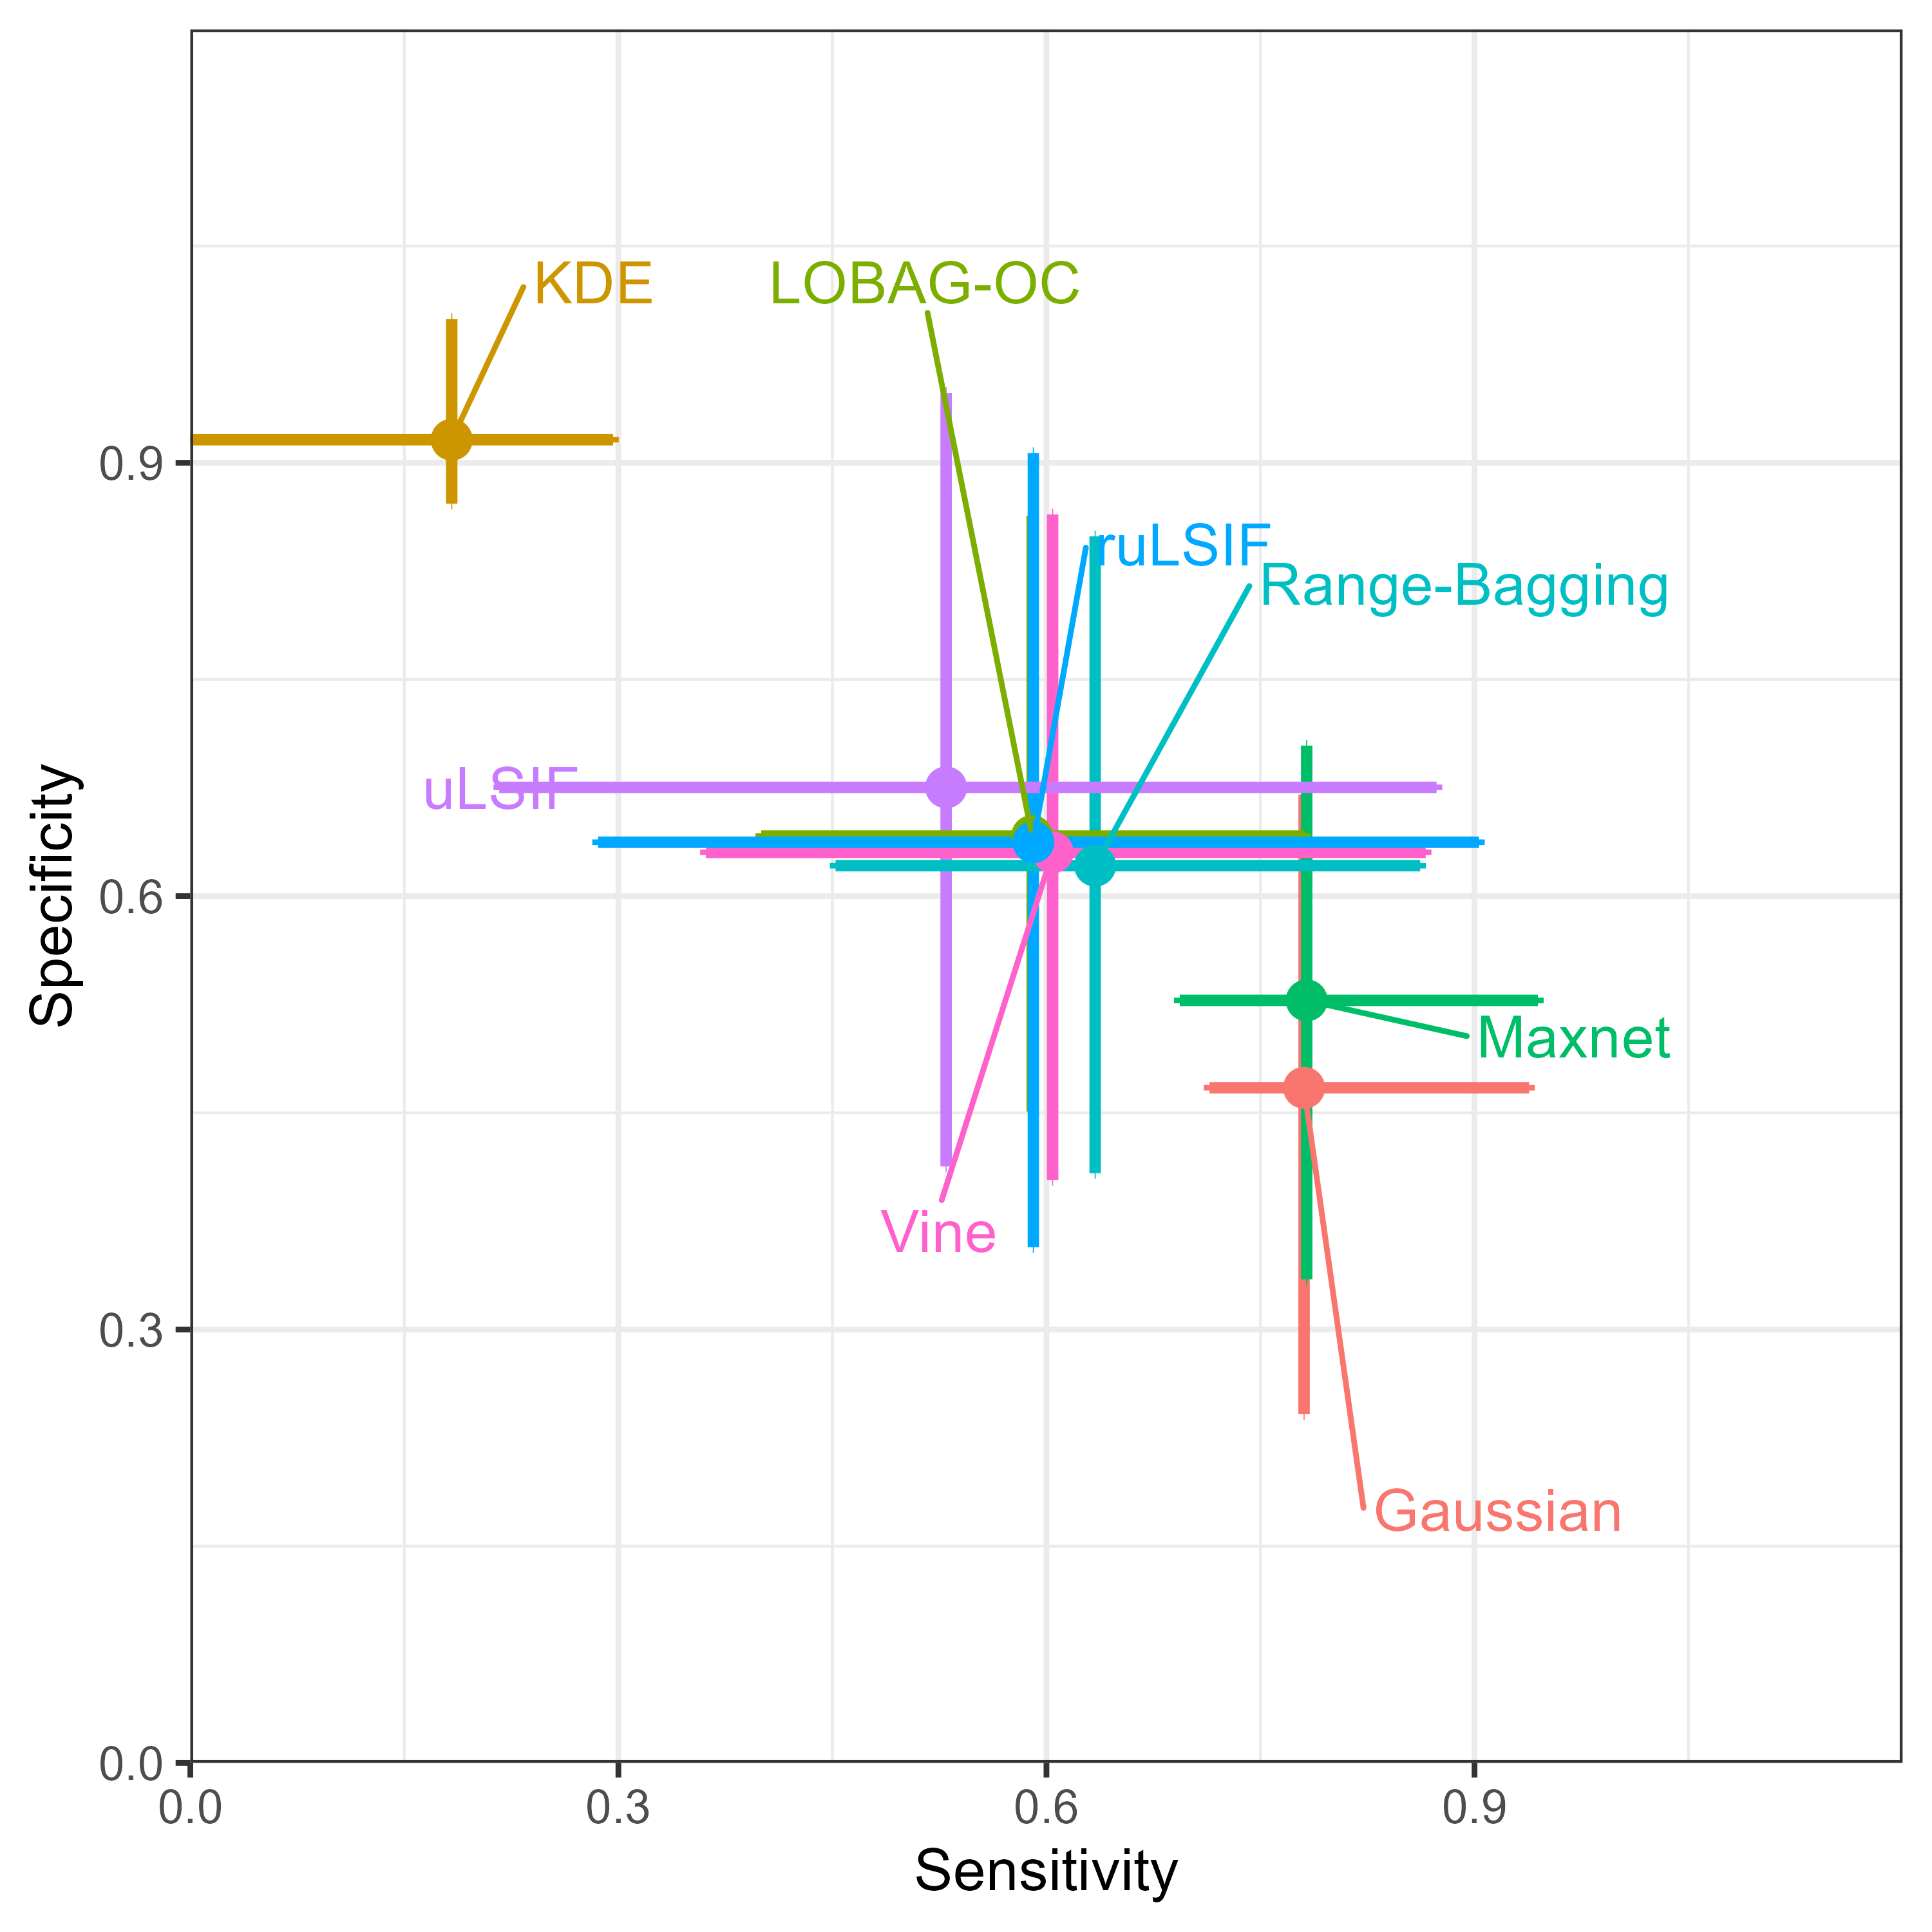 KDE
LOBAG-OC
ruLSIF
Range-Bagging
uLSIF
Maxnet
Vine
Gaussian
0.9
0.6
0.3
0.0
Specificity
0.0
0.3
0.6
0.9
Sensitivity